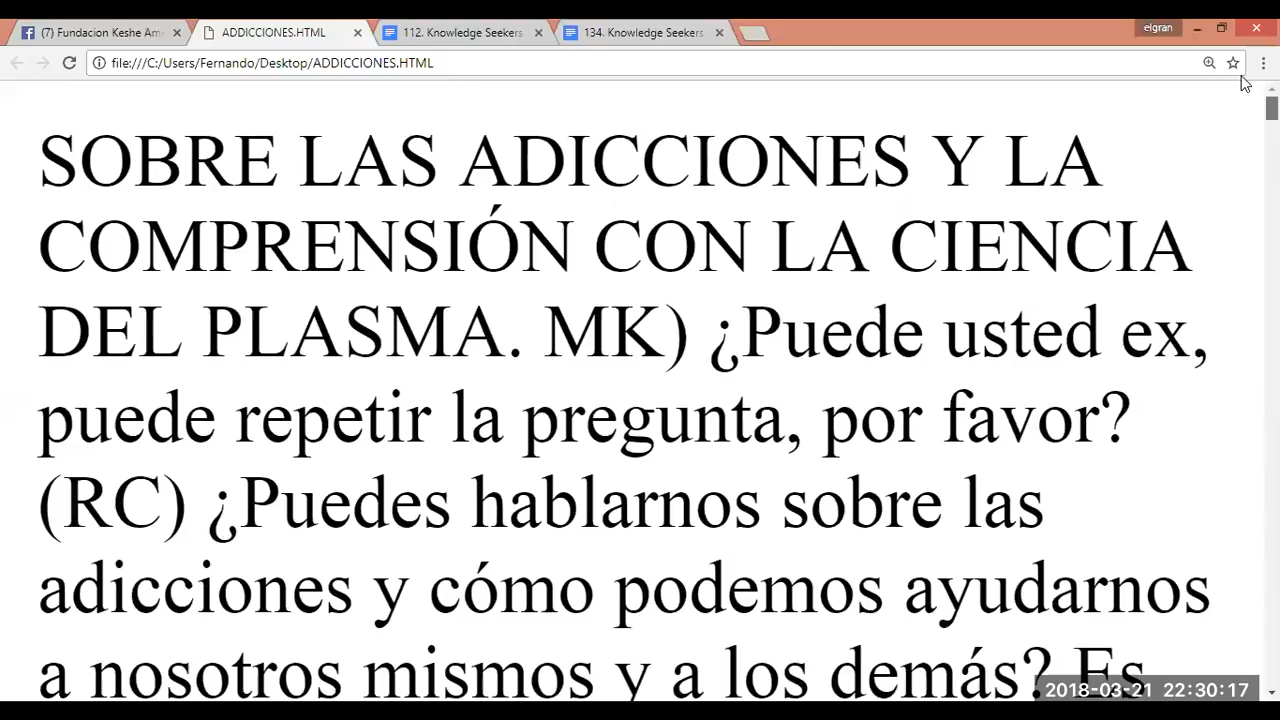 (7) Fundacion Keshe Am
ADDICCIONES.HTML
112. Knowledge Seekers
134. Knowledge Seekers
elgran
file:///C:/Users/Fernando/Desktop/ADDICCIONES.HTML
SOBRE LAS ADICCIONES Y LA
COMPRENSIÓN CON LA CIENCIA
DEL PLASMA. MK) ¿Puede usted ex,
puede repetir la pregunta, por favor?
(RC) ¿Puedes hablarnos sobre las
adicciones y cómo podemos ayudarnos
a nosotros mismos y a los demás? Es
2018-03-21 22:30:17